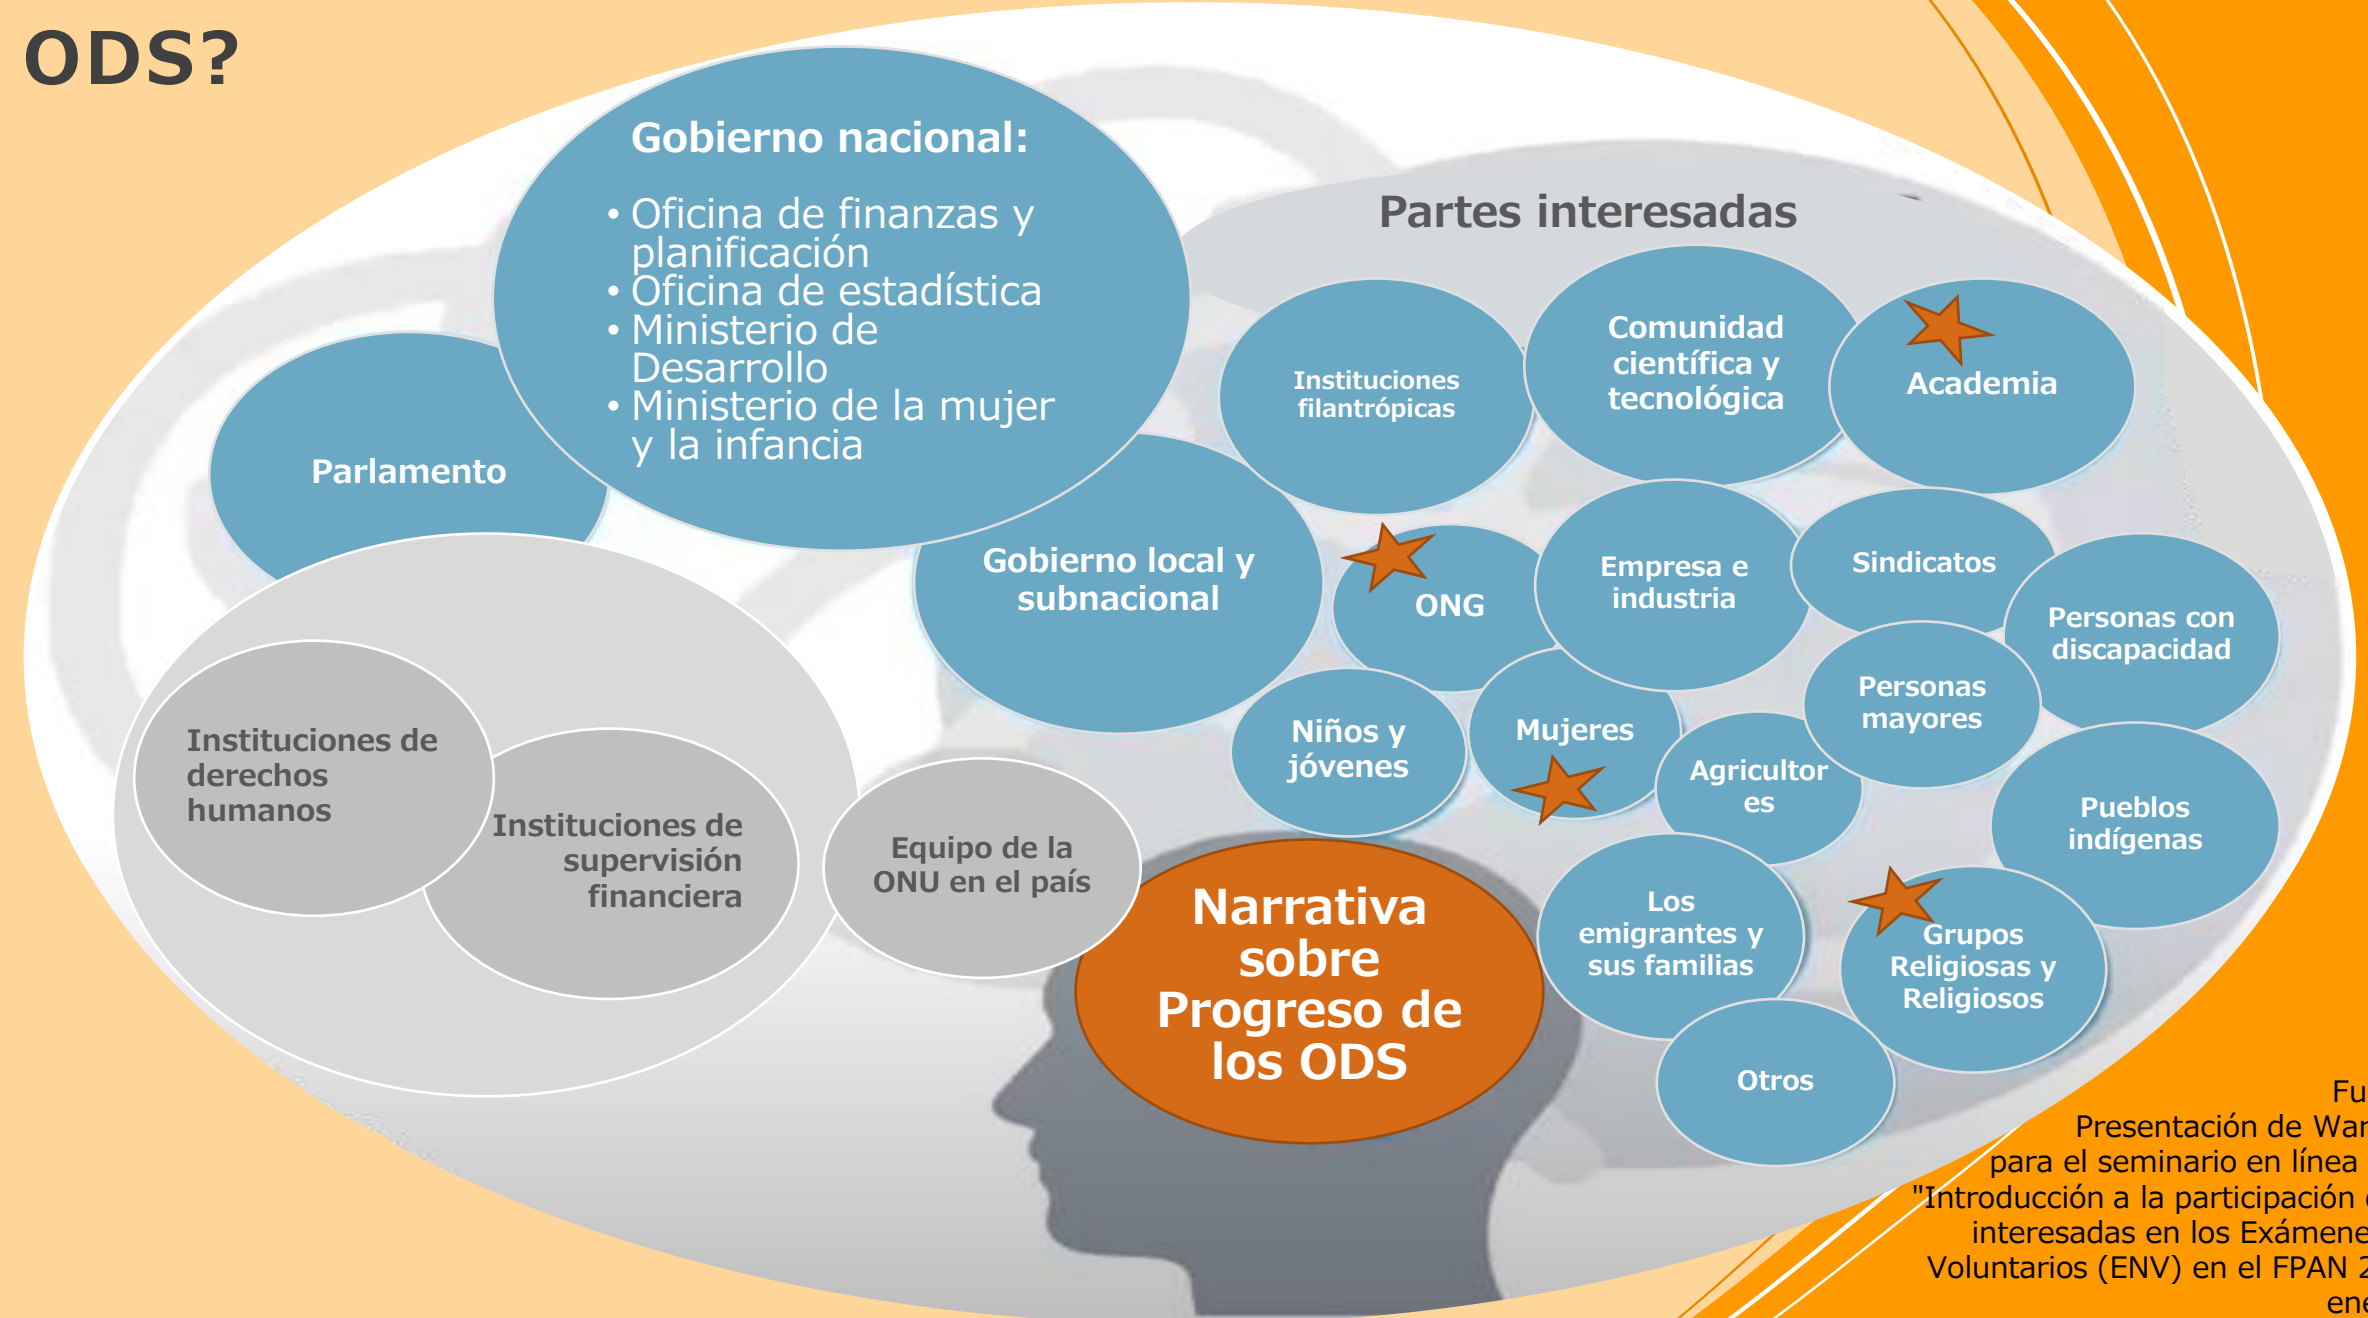 ODS?
Gobierno nacional:
• Oficina de finanzas y
planificación
• Oficina de estadística
• Ministerio de
Desarrollo
• Ministerio de la mujer
y la infancia
Parlamento
Gobierno local y
subnacional
Instituciones de
derechos
humanos
Instituciones de
supervisión
financiera
Equipo de la
ONU en el país
Partes interesadas
Instituciones
filantrópicas
Comunidad
científica y
tecnológica
Academia
ONG
Empresa e
industria
Sindicatos
Personas con
discapacidad
Niños y
jóvenes
Mujeres
Agricultor
es
Personas
mayores
Pueblos
indígenas
Los
emigrantes y
sus familias
Grupos
Religiosas y
Religiosos
Otros
Narrativa
sobre
Progreso de
los ODS
Presentación de
para el seminario en línea
"Introducción a la participación
interesadas en los
Voluntarios (ENV) en el FPAN